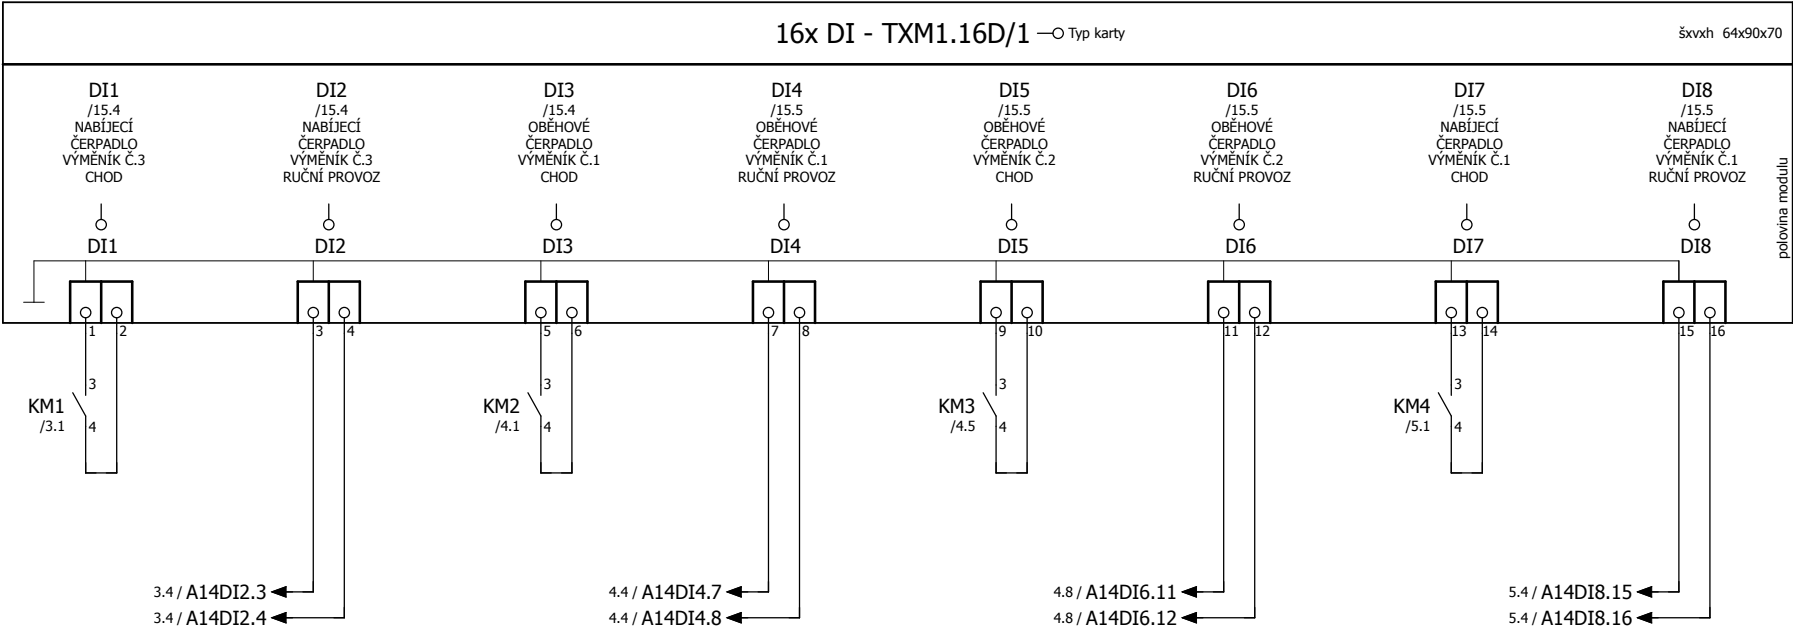 16x DI - TXM1.16D/1 Typ karty šxvxh 64x90x70
DI1
/15.4
NABÍJECÍ
ČERPADLO
VÝMĚNÍK Č.3
CHOD
DI2
/15.4
NABÍJECÍ
ČERPADLO
VÝMĚNÍK Č.3
RUČNÍ PROVOZ
DI3
/15.4
OBĚHOVÉ
ČERPADLO
VÝMĚNÍK Č.1
CHOD
DI4
/15.5
OBĚHOVÉ
ČERPADLO
VÝMĚNÍK Č.1
RUČNÍ PROVOZ
DI5
/15.5
OBĚHOVÉ
ČERPADLO
VÝMĚNÍK Č.2
CHOD
DI6
/15.5
OBĚHOVÉ
ČERPADLO
VÝMĚNÍK Č.2
RUČNÍ PROVOZ
DI7
/15.5
NABÍJECÍ
ČERPADLO
VÝMĚNÍK Č.1
CHOD
DI8
/15.5
NABÍJECÍ
ČERPADLO
VÝMĚNÍK Č.1
RUČNÍ PROVOZ
polovina modulu
DI1 DI2 DI3 DI4 DI5 DI6 DI7 DI8
1 2 3 4 5 6 7 8 9 10 11 12 13 14 15 16
3
KM1
/3.1
4
3
KM2
/4.1
4
3
KM3
/4.5
4
3
KM4
/5.1
4
3.4 / A14DI2.3
3.4 / A14DI2.4
4.4 / A14DI4.7
4.4 / A14DI4.8
4.8 / A14DI6.11
4.8 / A14DI6.12
5.4 / A14DI8.15
5.4 / A14DI8.16